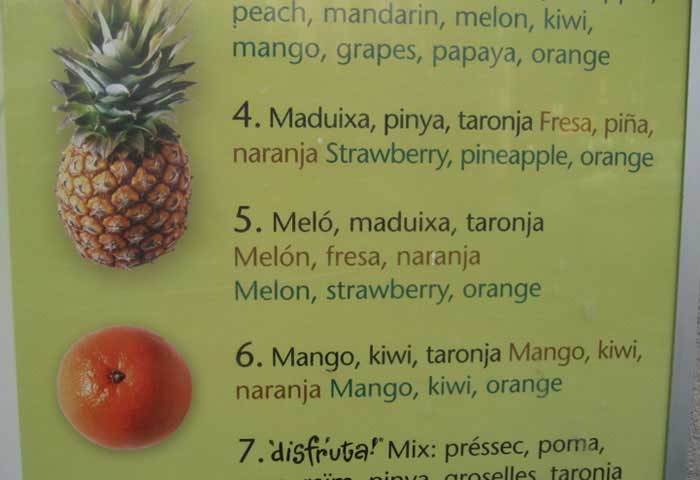 peach, mandarin, melon, kiwi,
mango, grapes, papaya, orange
4. Maduixa, pinya, taronja Fresa, piña,
naranja Strawberry, pineapple, orange
5. Meló, maduixa, taronja
Melón, fresa, naranja
Melon, strawberry, orange
6. Mango, kiwi, taronja Mango, kiwi,
naranja Mango, kiwi, orange
7. ¡disfruta!® Mix: préssec, poma,
pinya, groselles, taronja